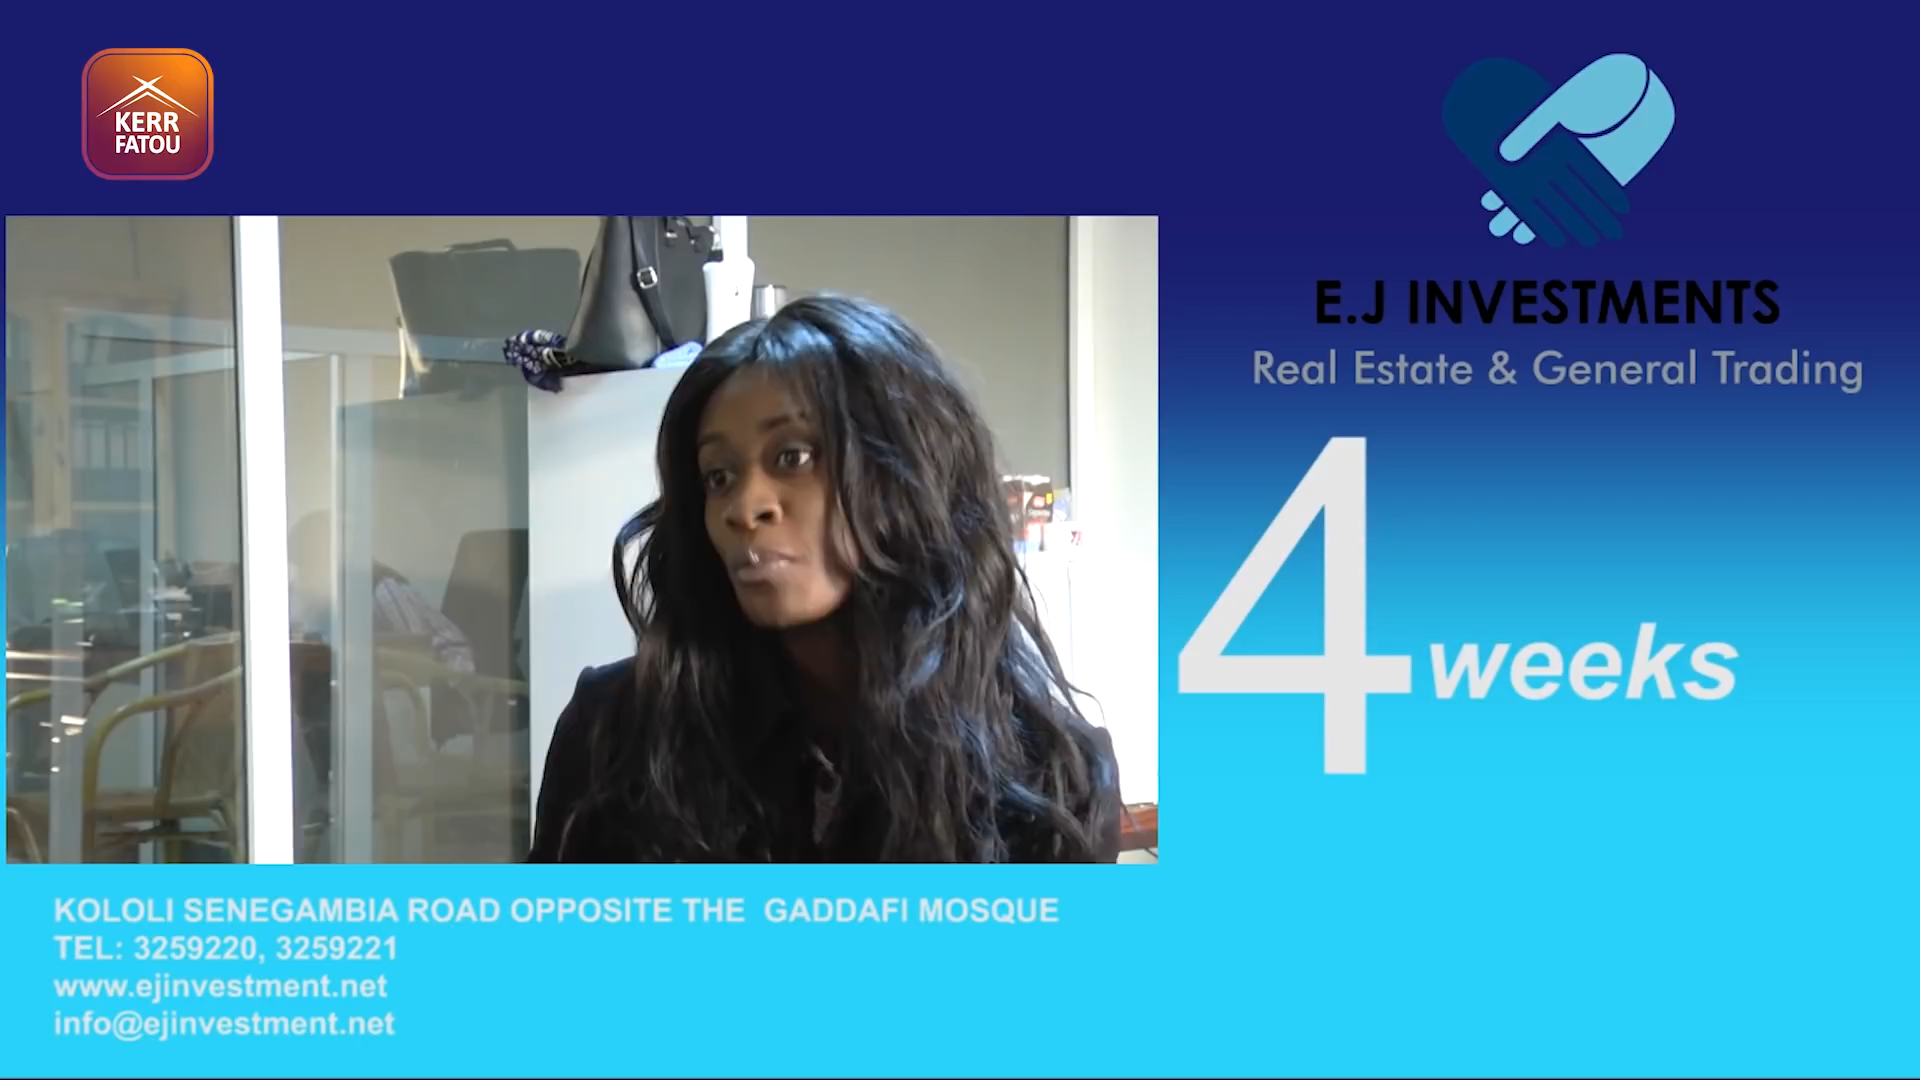 KERR
FATOU
E.J INVESTMENTS
Real Estate & General Trading
4 weeks
KOLOLI SENEGAMBIA ROAD OPPOSITE THE  GADDAFI MOSQUE
TEL: 3259220, 3259221
www.ejinvestment.net
info@ejinvestment.net